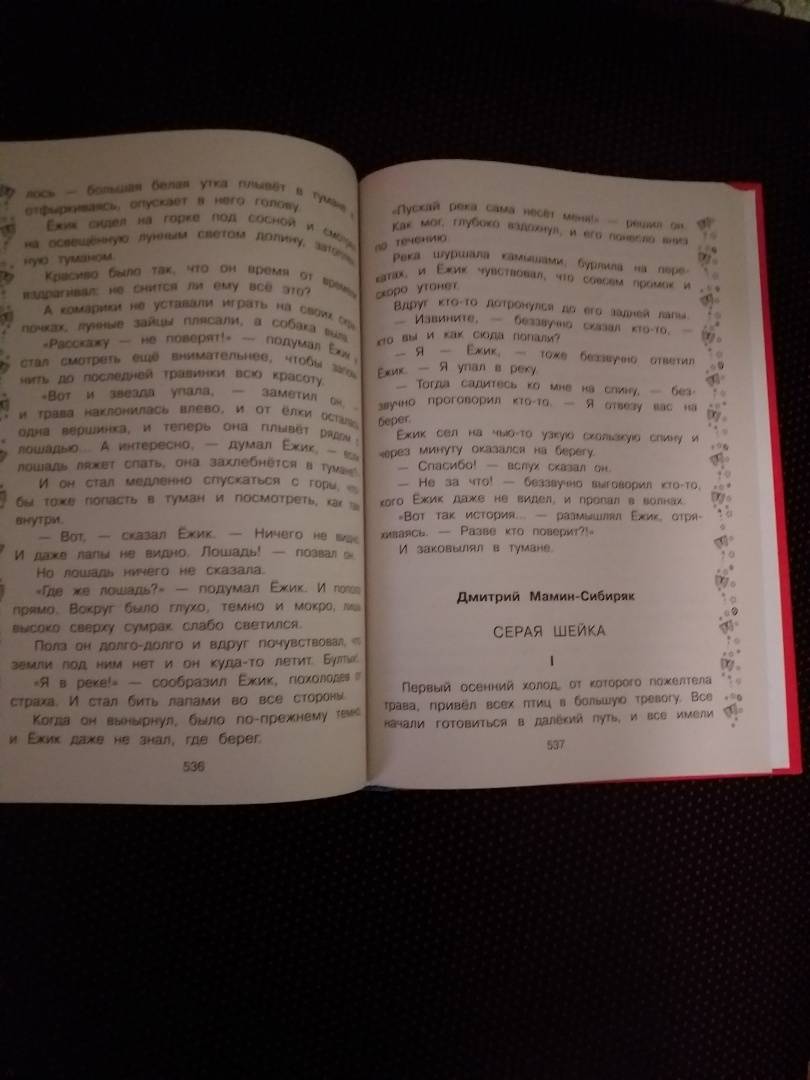 лось — большая белая утка плывёт в тумане и,
отфыркиваясь, опускает в него голову.
Ёжик сидел на горке под сосной и смотрел
на освещённую лунным светом долину, затоплен-
ную туманом.
Красиво было так, что он время от времени
вздрагивал: не снится ли ему всё это?
А комарики не уставали играть на своих скри-
почках, лунные зайцы плясали, а собака выла.
«Расскажу — не поверят!» — подумал Ёжик и
стал смотреть ещё внимательнее, чтобы запом-
нить до последней травинки всю красоту.
«Вот и звезда упала, — заметил он, —
и трава наклонилась влево, и от ёлки осталась
одна вершинка, и теперь она плывёт рядом с
лошадью... А интересно, — думал Ёжик, — если
лошадь ляжет спать, она захлебнётся в тумане?»
И он стал медленно спускаться с горы, что
бы тоже попасть в туман и посмотреть, как там
внутри.
— Вот, — сказал Ёжик. — Ничего не видно.
И даже лапы не видно. Лошадь! — позвал он.
Но лошадь ничего не сказала.
«Где же лошадь?» — подумал Ёжик. И пополз
прямо. Вокруг было глухо, темно и мокро, лишь
высоко сверху сумрак слабо светился.
Полз он долго-долго и вдруг почувствовал, что
земли под ним нет и он куда-то летит. Бултых!..
«Я в реке!» — сообразил Ёжик, похолодев от
страха. И стал бить лапами во все стороны.
Когда он вынырнул, было по-прежнему темно,
и Ёжик даже не знал, где берег.
536
«Пускай река сама несёт меня!» — решил он.
Как мог, глубоко вздохнул, и его понесло вниз
по течению.
Река шуршала камышами, бурлила на пере-
катах, и Ёжик чувствовал, что совсем промок и
скоро утонет.
Вдруг кто-то дотронулся до его задней лапы.
— Извините, — беззвучно сказал кто-то, —
кто вы и как сюда попали?
— Я — Ёжик, — тоже беззвучно ответил
Ёжик. — Я упал в реку.
— Тогда садитесь ко мне на спину, — без-
звучно проговорил кто-то. — Я отвезу вас на
берег.
Ёжик сел на чью-то узкую скользкую спину и
через минуту оказался на берегу.
— Спасибо! — вслух сказал он.
— Не за что! — беззвучно выговорил кто-то,
кого Ёжик даже не видел, и пропал в волнах.
«Вот так история... — размышлял Ёжик, отря-
хиваясь. — Разве кто поверит?!»
И заковылял в тумане.
Дмитрий Мамин-Сибиряк
СЕРАЯ ШЕЙКА
I
Первый осенний холод, от которого пожелтела
трава, привёл всех птиц в большую тревогу. Все
начали готовиться в далёкий путь, и все имели
537